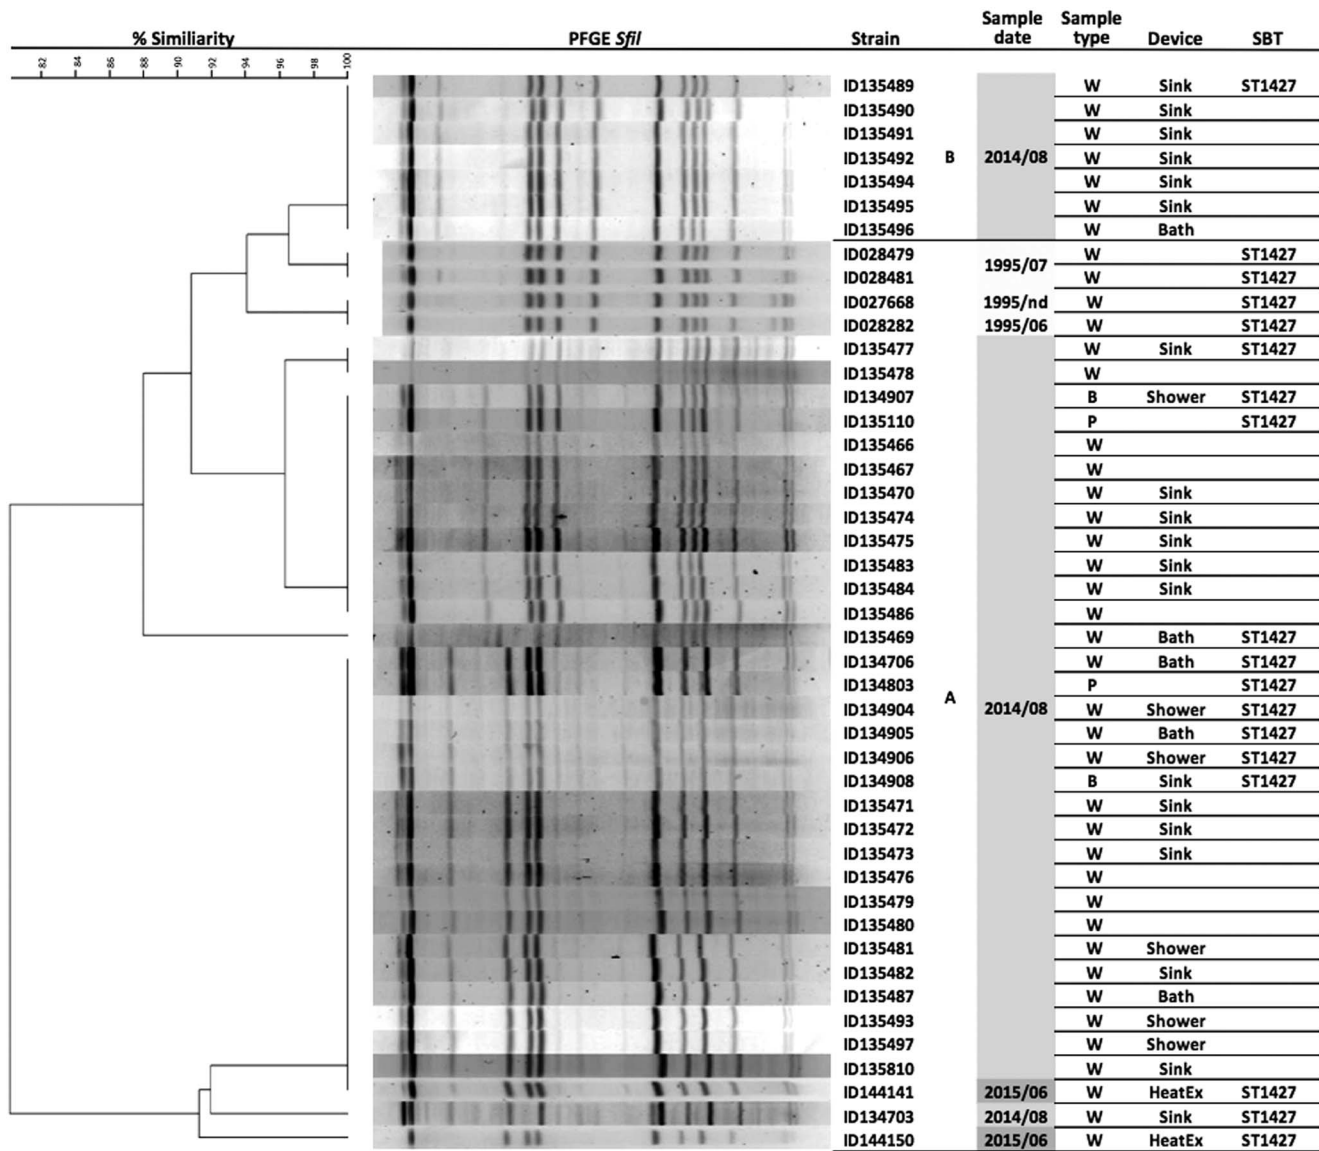 % Similiarity PFGE SfiI Strain Sample date Sample type Device SBT
82 84 86 88 90 92 94 96 98 100
ID135489 W Sink ST1427
ID135490 W Sink
ID135491 W Sink
ID135492 B 2014/08 W Sink
ID135494 W Sink
ID135495 W Sink
ID135496 W Bath
ID028479 W ST1427
1995/07
ID028481 W ST1427
ID027668 1995/nd W ST1427
ID028282 1995/06 W ST1427
ID135477 W Sink ST1427
ID135478 W
ID134907 B Shower ST1427
ID135110 P ST1427
ID135466 W
ID135467 W
ID135470 W Sink
ID135474 W Sink
ID135475 W Sink
ID135483 W Sink
ID135484 W Sink
ID135486 W
ID135469 W Bath ST1427
ID134706 W Bath ST1427
ID134803 P ST1427
ID134904 A 2014/08 W Shower ST1427
ID134905 W Bath ST1427
ID134906 W Shower ST1427
ID134908 B Sink ST1427
ID135471 W Sink
ID135472 W Sink
ID135473 W Sink
ID135476 W
ID135479 W
ID135480 W
ID135481 W Shower
ID135482 W Sink
ID135487 W Bath
ID135493 W Shower
ID135497 W Shower
ID135810 W Sink
ID144141 2015/06 W HeatEx ST1427
ID134703 2014/08 W Sink ST1427
ID144150 2015/06 W HeatEx ST1427